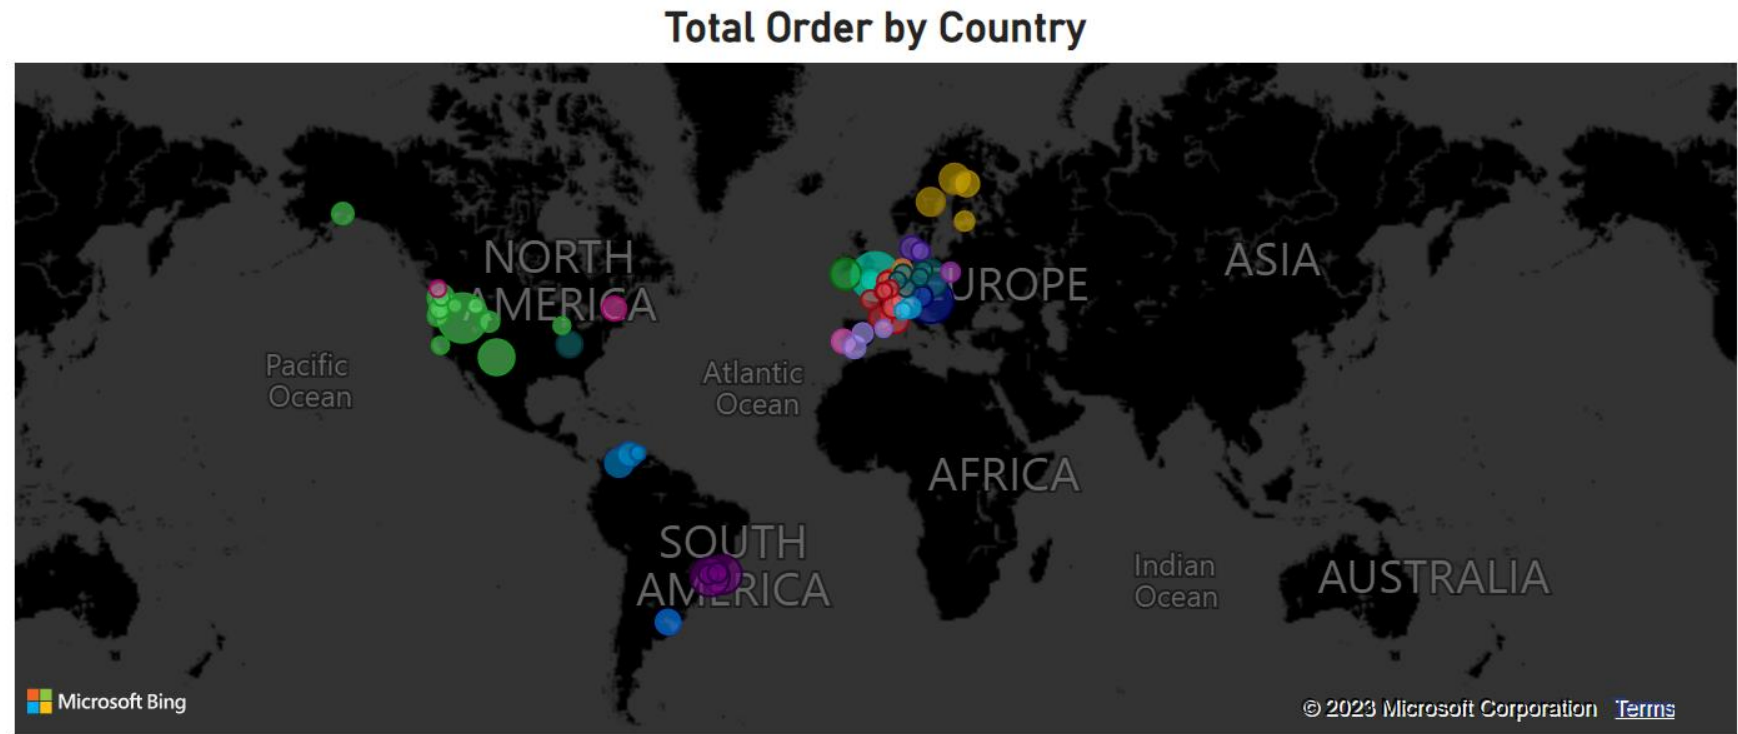 Total Order by Country
NORTH
AMERICA
ASIA
UROPE
Pacific
Ocean
Atlantic
Ocean
AFRICA
SOUTH
AMERICA
Indian
Ocean
AUSTRALIA
Microsoft Bing
© 2023 Microsoft Corporation Terms